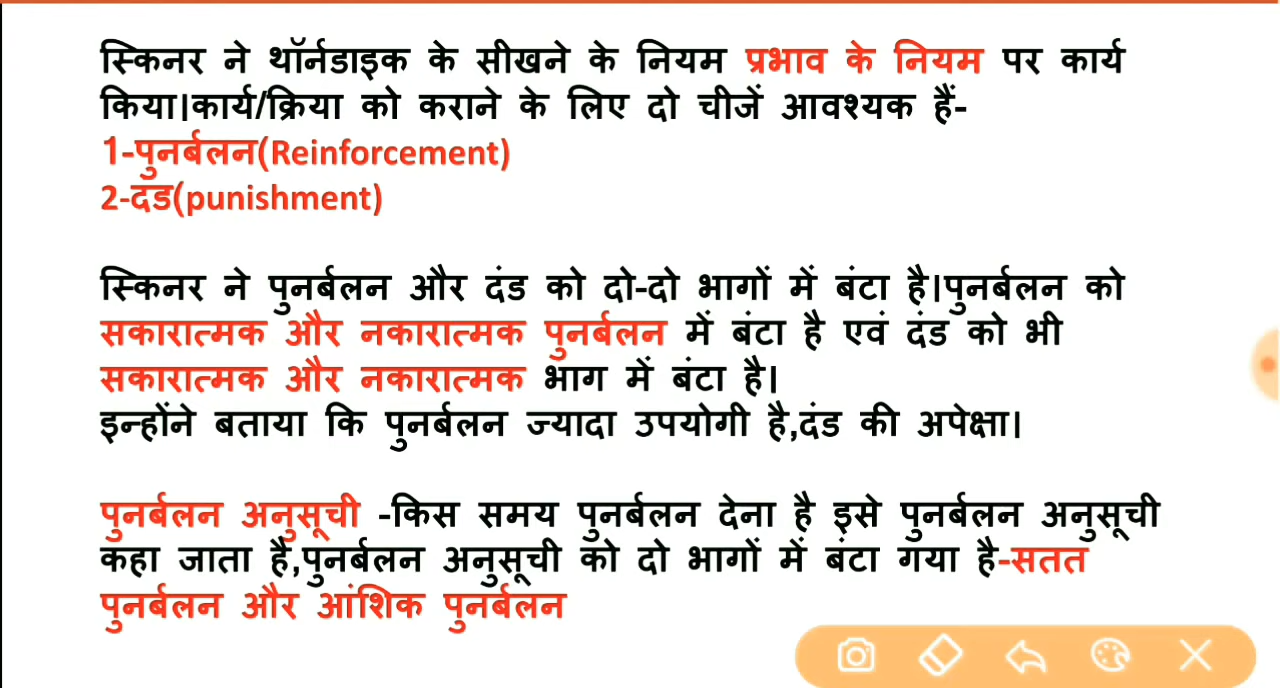 स्किनर ने थॉर्नडाइक के सीखने के नियम प्रभाव के नियम पर कार्य
किया।कार्य/क्रिया को कराने के लिए दो चीजें आवश्यक हैं-
1-पुनर्बलन(Reinforcement)
2-दंड(punishment)
स्किनर ने पुनर्बलन और दंड को दो-दो भागों में बंटा है।पुनर्बलन को
सकारात्मक और नकारात्मक पुनर्बलन में बंटा है एवं दंड को भी
सकारात्मक और नकारात्मक भाग में बंटा है।
इन्होंने बताया कि पुनर्बलन ज्यादा उपयोगी है,दंड की अपेक्षा।
पुनर्बलन अनुसूची -किस समय पुनर्बलन देना है इसे पुनर्बलन अनुसूची
कहा जाता है,पुनर्बलन अनुसूची को दो भागों में बंटा गया है-सतत
पुनर्बलन और आंशिक पुनर्बलन